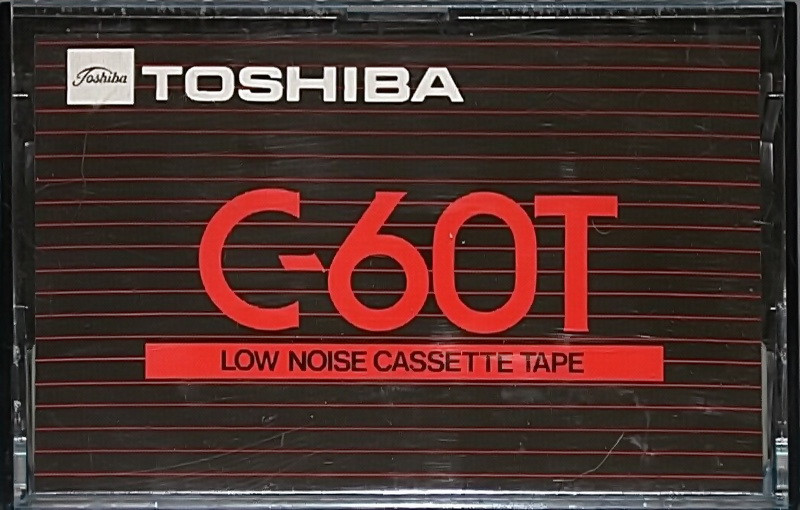 Toshiba TOSHIBA
C-60T
LOW NOISE CASSETTE TAPE